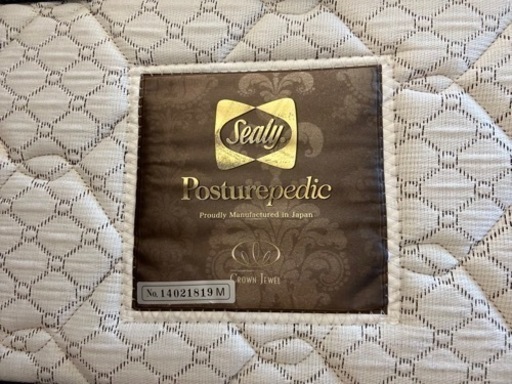 Sealy
Posturepedic
Proudly Manufactured in Japan
Crown Jewel
No. 14021819 M